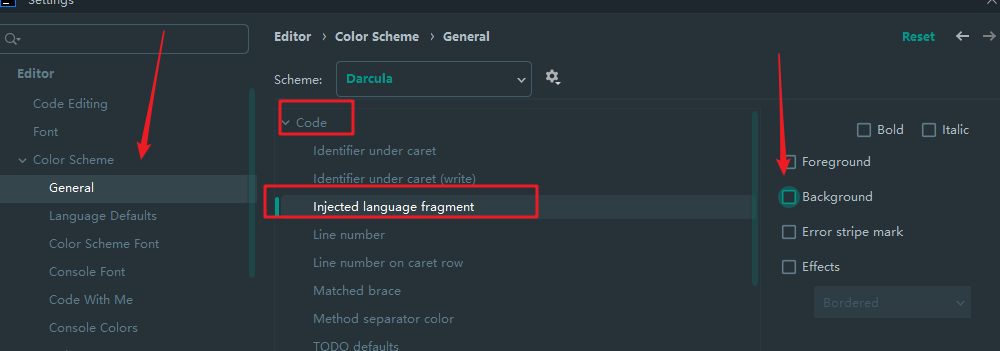 Settings
Editor › Color Scheme › General
Reset
Editor
Code Editing
Font
Color Scheme
General
Language Defaults
Color Scheme Font
Console Font
Code With Me
Console Colors
Scheme: Darcula
Code
Identifier under caret
Identifier under caret (write)
Injected language fragment
Line number
Line number on caret row
Matched brace
Method separator color
TODO defaults
Bold Italic
Foreground
Background
Error stripe mark
Effects
Bordered